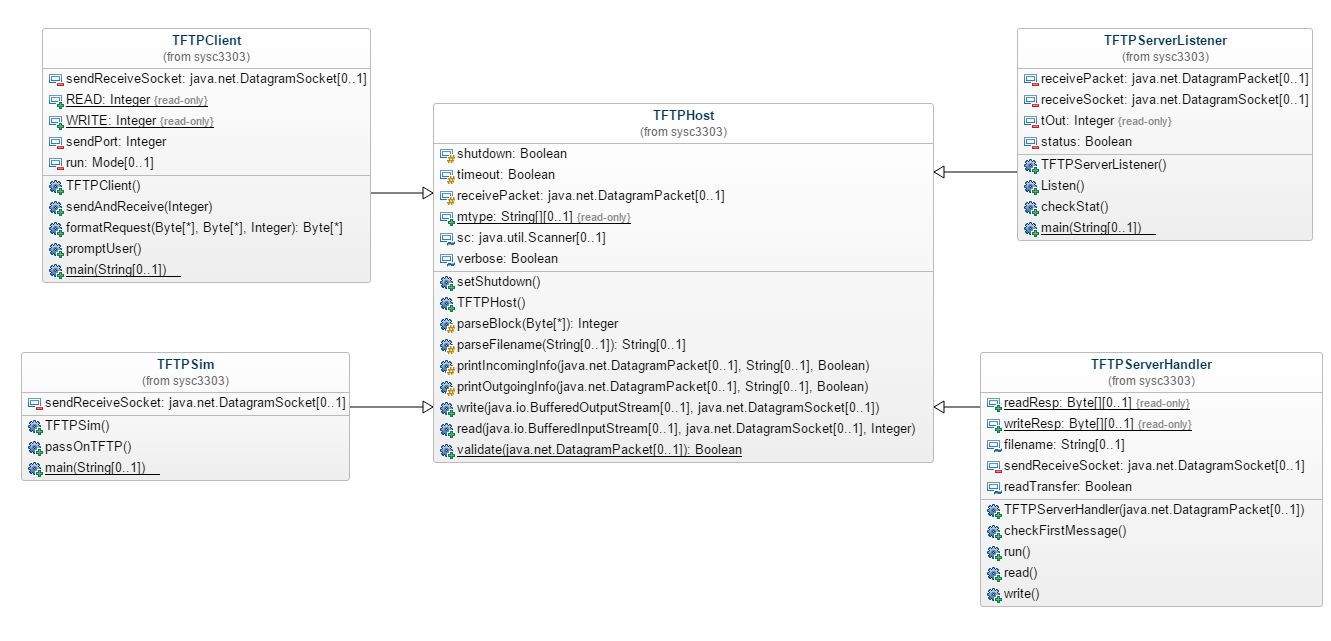 TFTPClient
(from sysc3303)
sendReceiveSocket: java.net.DatagramSocket[0..1]
READ: Integer {read-only}
WRITE: Integer {read-only}
sendPort: Integer
run: Mode[0..1]
TFTPClient()
sendAndReceive(Integer)
formatRequest(Byte[*], Byte[*], Integer): Byte[*]
promptUser()
main(String[0..1])
TFTPSim
(from sysc3303)
sendReceiveSocket: java.net.DatagramSocket[0..1]
TFTPSim()
passOnTFTP()
main(String[0..1])
TFTPHost
(from sysc3303)
shutdown: Boolean
timeout: Boolean
receivePacket: java.net.DatagramPacket[0..1]
mtype: String[][0..1] {read-only}
sc: java.util.Scanner[0..1]
verbose: Boolean
setShutdown()
TFTPHost()
parseBlock(Byte[*]): Integer
parseFilename(String[0..1]): String[0..1]
printIncomingInfo(java.net.DatagramPacket[0..1], String[0..1], Boolean)
printOutgoingInfo(java.net.DatagramPacket[0..1], String[0..1], Boolean)
write(java.io.BufferedOutputStream[0..1], java.net.DatagramSocket[0..1])
read(java.io.BufferedInputStream[0..1], java.net.DatagramSocket[0..1], Integer)
validate(java.net.DatagramPacket[0..1]): Boolean
TFTPServerListener
(from sysc3303)
receivePacket: java.net.DatagramPacket[0..1]
receiveSocket: java.net.DatagramSocket[0..1]
tOut: Integer {read-only}
status: Boolean
TFTPServerListener()
Listen()
checkStat()
main(String[0..1])
TFTPServerHandler
(from sysc3303)
readResp: Byte[][0..1] {read-only}
writeResp: Byte[][0..1] {read-only}
filename: String[0..1]
sendReceiveSocket: java.net.DatagramSocket[0..1]
readTransfer: Boolean
TFTPServerHandler(java.net.DatagramPacket[0..1])
checkFirstMessage()
run()
read()
write()